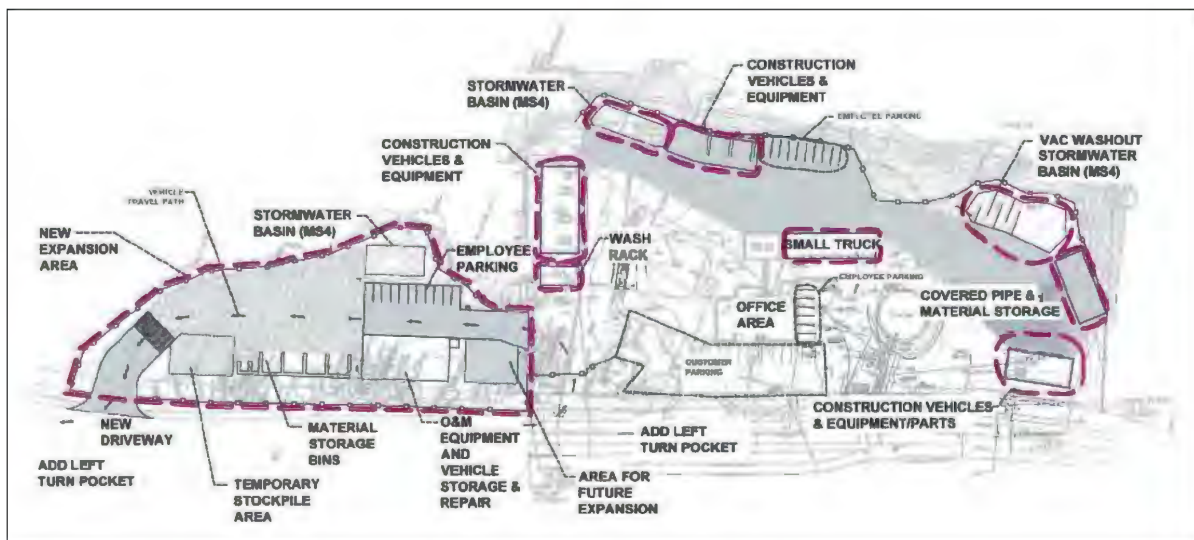 CONSTRUCTION
VEHICLES &
EQUIPMENT
STORMWATER
BASIN (MS4)
EMPLOYEE PARKING
VAC WASHOUT
STORMWATER
BASIN (MS4)
CONSTRUCTION
VEHICLES &
EQUIPMENT
VEHICLE
TRAVEL PATH
STORMWATER
BASIN (MS4)
NEW
EXPANSION
AREA
EMPLOYEE
PARKING
WASH
RACK
SMALL TRUCK
EMPLOYEE PARKING
OFFICE
AREA
COVERED PIPE &
MATERIAL STORAGE
CUSTOMER
PARKING
CONSTRUCTION VEHICLES
& EQUIPMENT/PARTS
NEW
DRIVEWAY
MATERIAL
STORAGE
BINS
O&M
EQUIPMENT
AND
VEHICLE
STORAGE &
REPAIR
ADD LEFT
TURN POCKET
ADD LEFT
TURN POCKET
TEMPORARY
STOCKPILE
AREA
AREA FOR
FUTURE
EXPANSION